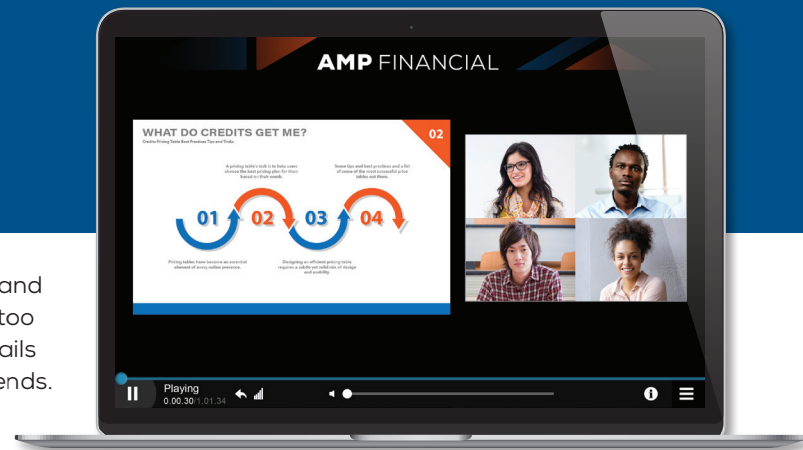 AMP FINANCIAL
WHAT DO CREDITS GET ME?
Credits Pricing Table Best Practices Tips and Tricks
02
A pricing table's task is to help users
choose the best pricing plan for them
based on their needs.
Some tips and best practices and a list
of some of the most successful price
tables out there.
01
02
03
04
Pricing tables have become an essential
element of every online presence.
Designing an efficient pricing table
requires a subtle yet solid mix of design
and usability.
and
too
ails
ends.
Playing
0.00.30/1.01.34